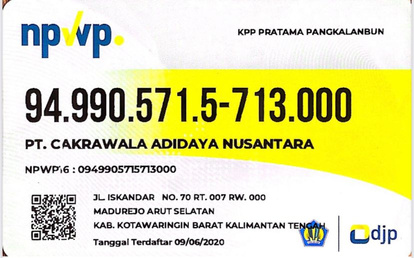 npwp.
KPP PRATAMA PANGKALANBUN
94.990.571.5-713.000
PT. CAKRAWALA ADIDAYA NUSANTARA
NPWP16 : 0949905715713000
JL. ISKANDAR NO. 70 RT. 007 RW. 000
MADUREJO ARUT SELATAN
KAB. KOTAWARINGIN BARAT KALIMANTAN TENGAH
Tanggal Terdaftar 09/06/2020
djp